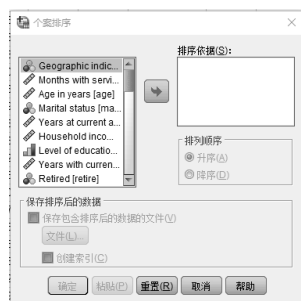 个案排序
排序依据(S):
Geographic indic...
Months with servi...
Age in years [age]
Marital status [ma...
Years at current a...
Household inco...
Level of educatio...
Years with curren...
Retired [retire]
排列顺序
升序(A)
降序(D)
保存排序后的数据
保存包含排序后的数据的文件(V)
文件(L)...
创建索引(C)
确定 粘贴(P) 重置(R) 取消 帮助